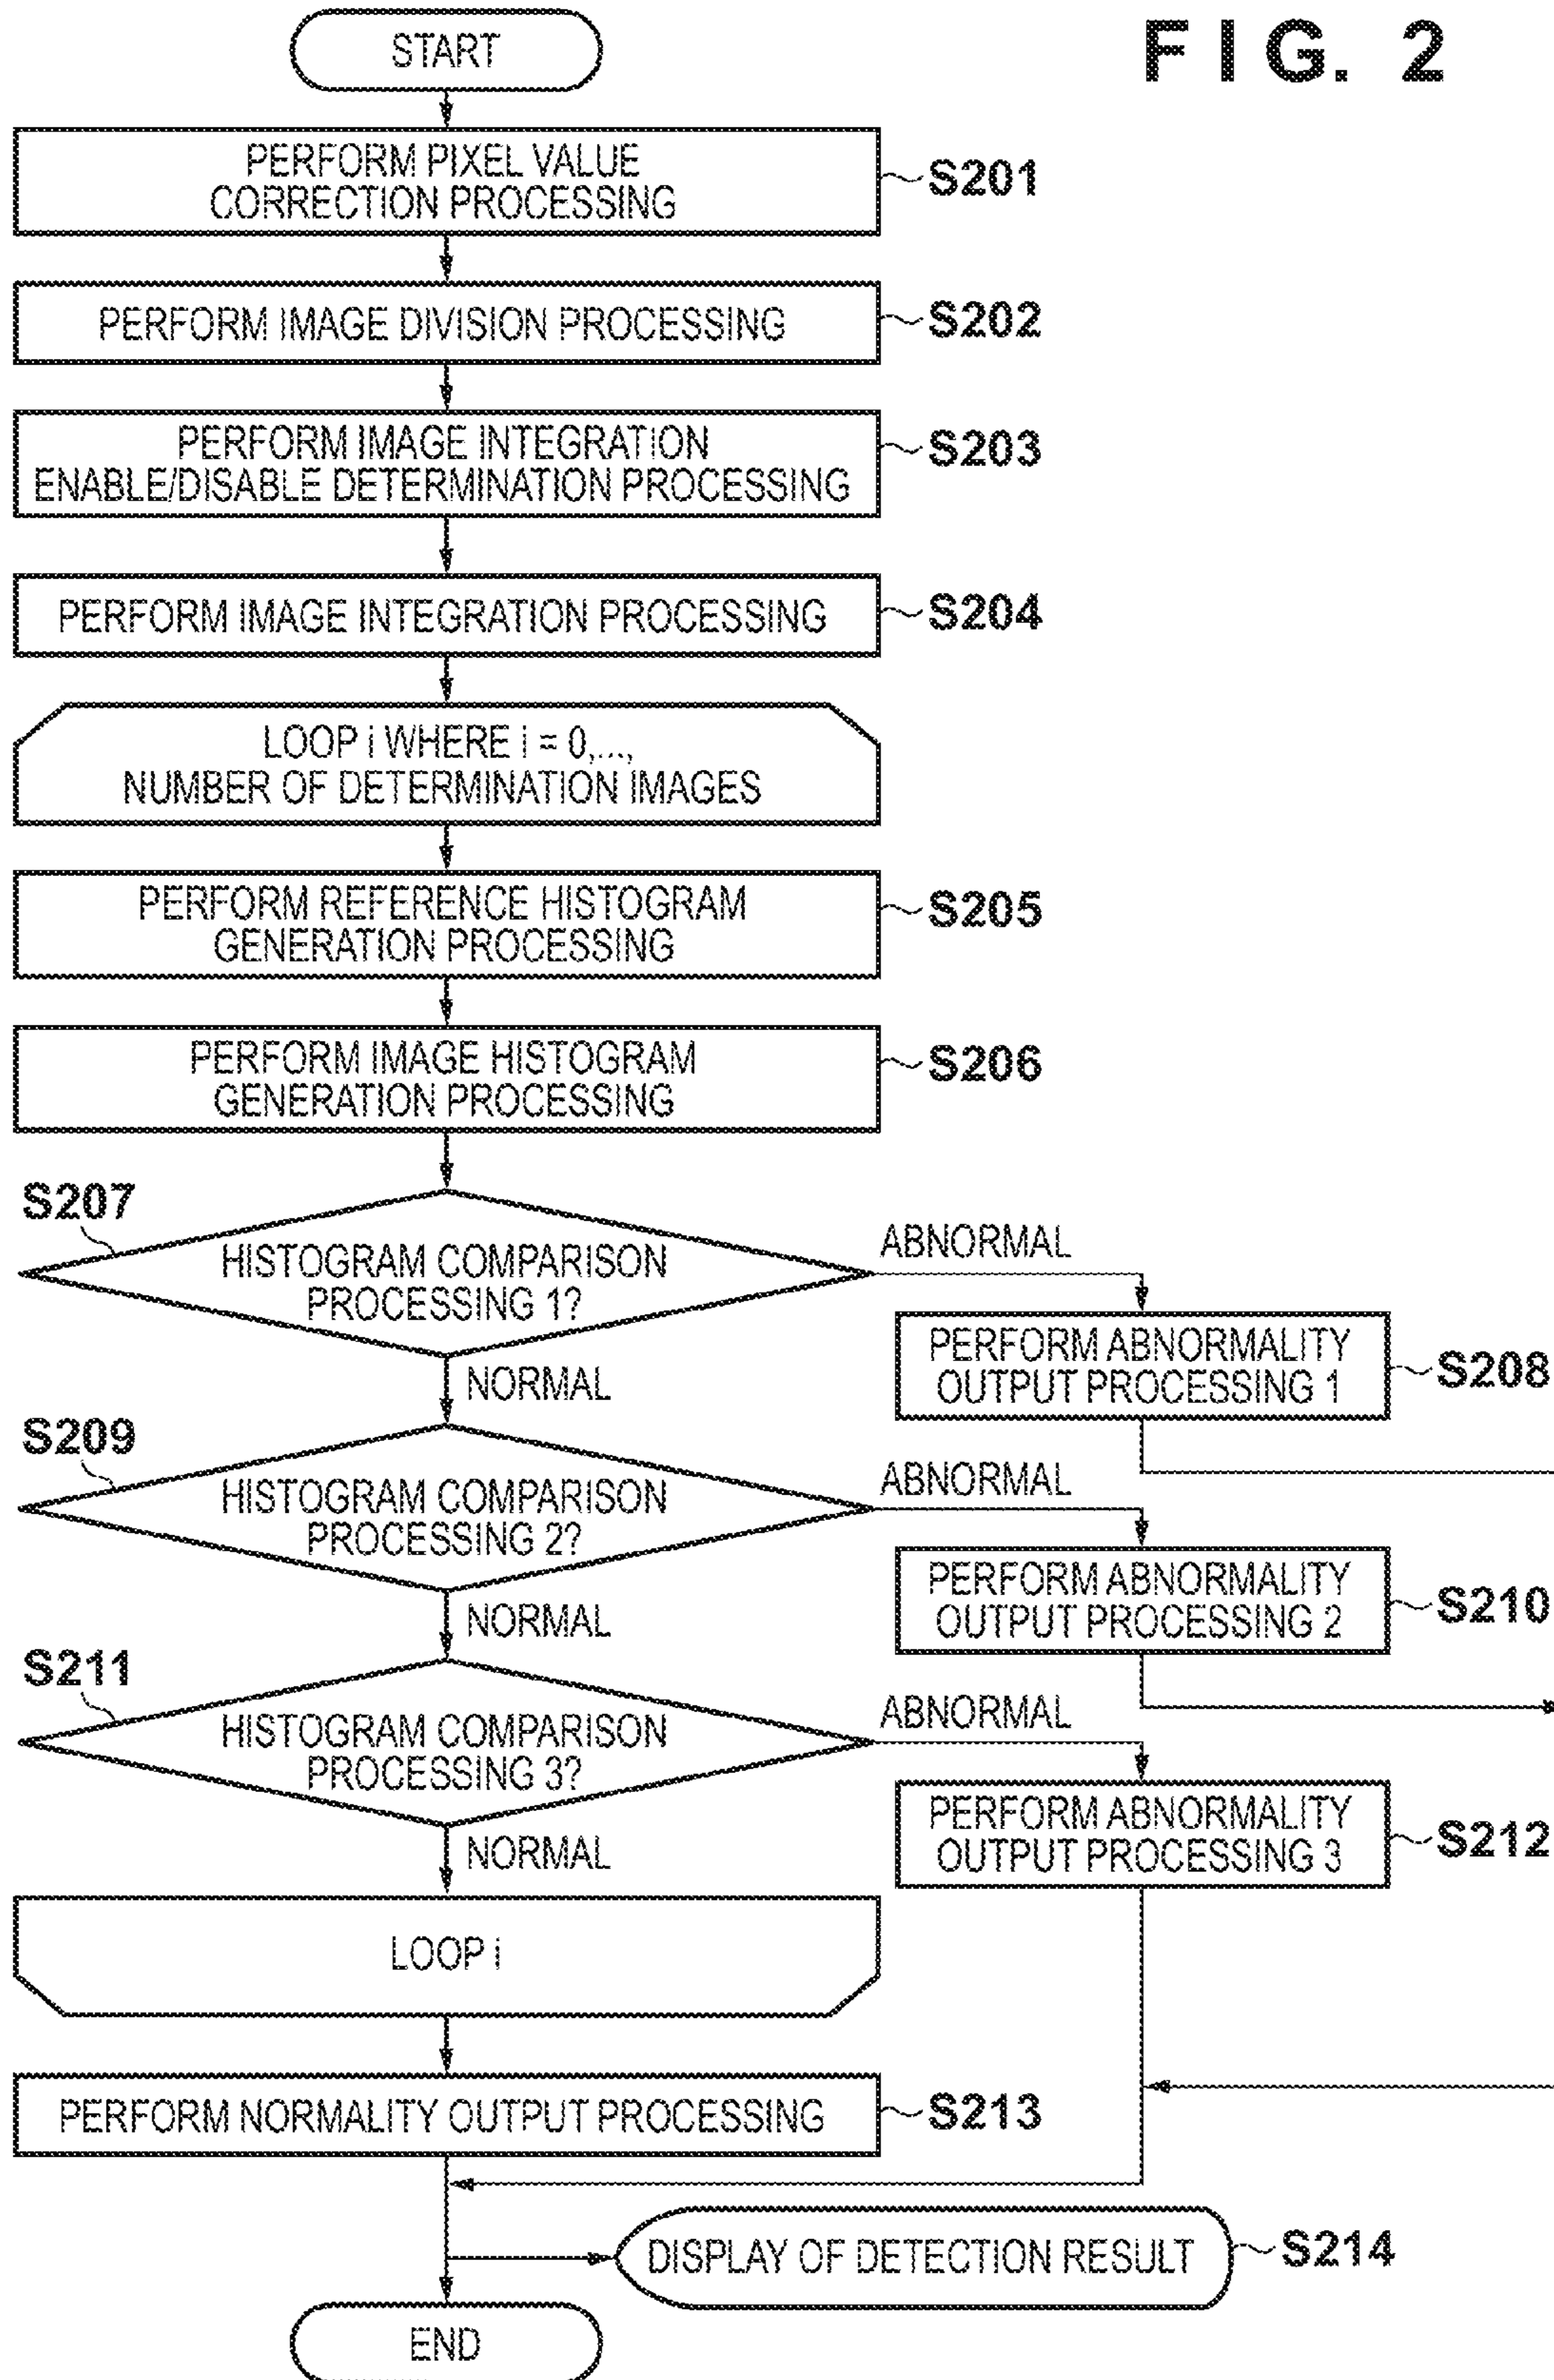 FIG. 2
START
PERFORM PIXEL VALUE
CORRECTION PROCESSING
S201
PERFORM IMAGE DIVISION PROCESSING
S202
PERFORM IMAGE INTEGRATION
ENABLE/DISABLE DETERMINATION PROCESSING
S203
PERFORM IMAGE INTEGRATION PROCESSING
S204
LOOP i WHERE i = 0,...,
NUMBER OF DETERMINATION IMAGES
PERFORM REFERENCE HISTOGRAM
GENERATION PROCESSING
S205
PERFORM IMAGE HISTOGRAM
GENERATION PROCESSING
S206
S207
HISTOGRAM COMPARISON
PROCESSING 1?
ABNORMAL
NORMAL
PERFORM ABNORMALITY
OUTPUT PROCESSING 1
S208
S209
HISTOGRAM COMPARISON
PROCESSING 2?
ABNORMAL
NORMAL
PERFORM ABNORMALITY
OUTPUT PROCESSING 2
S210
S211
HISTOGRAM COMPARISON
PROCESSING 3?
ABNORMAL
NORMAL
PERFORM ABNORMALITY
OUTPUT PROCESSING 3
S212
LOOP i
PERFORM NORMALITY OUTPUT PROCESSING
S213
DISPLAY OF DETECTION RESULT
S214
END